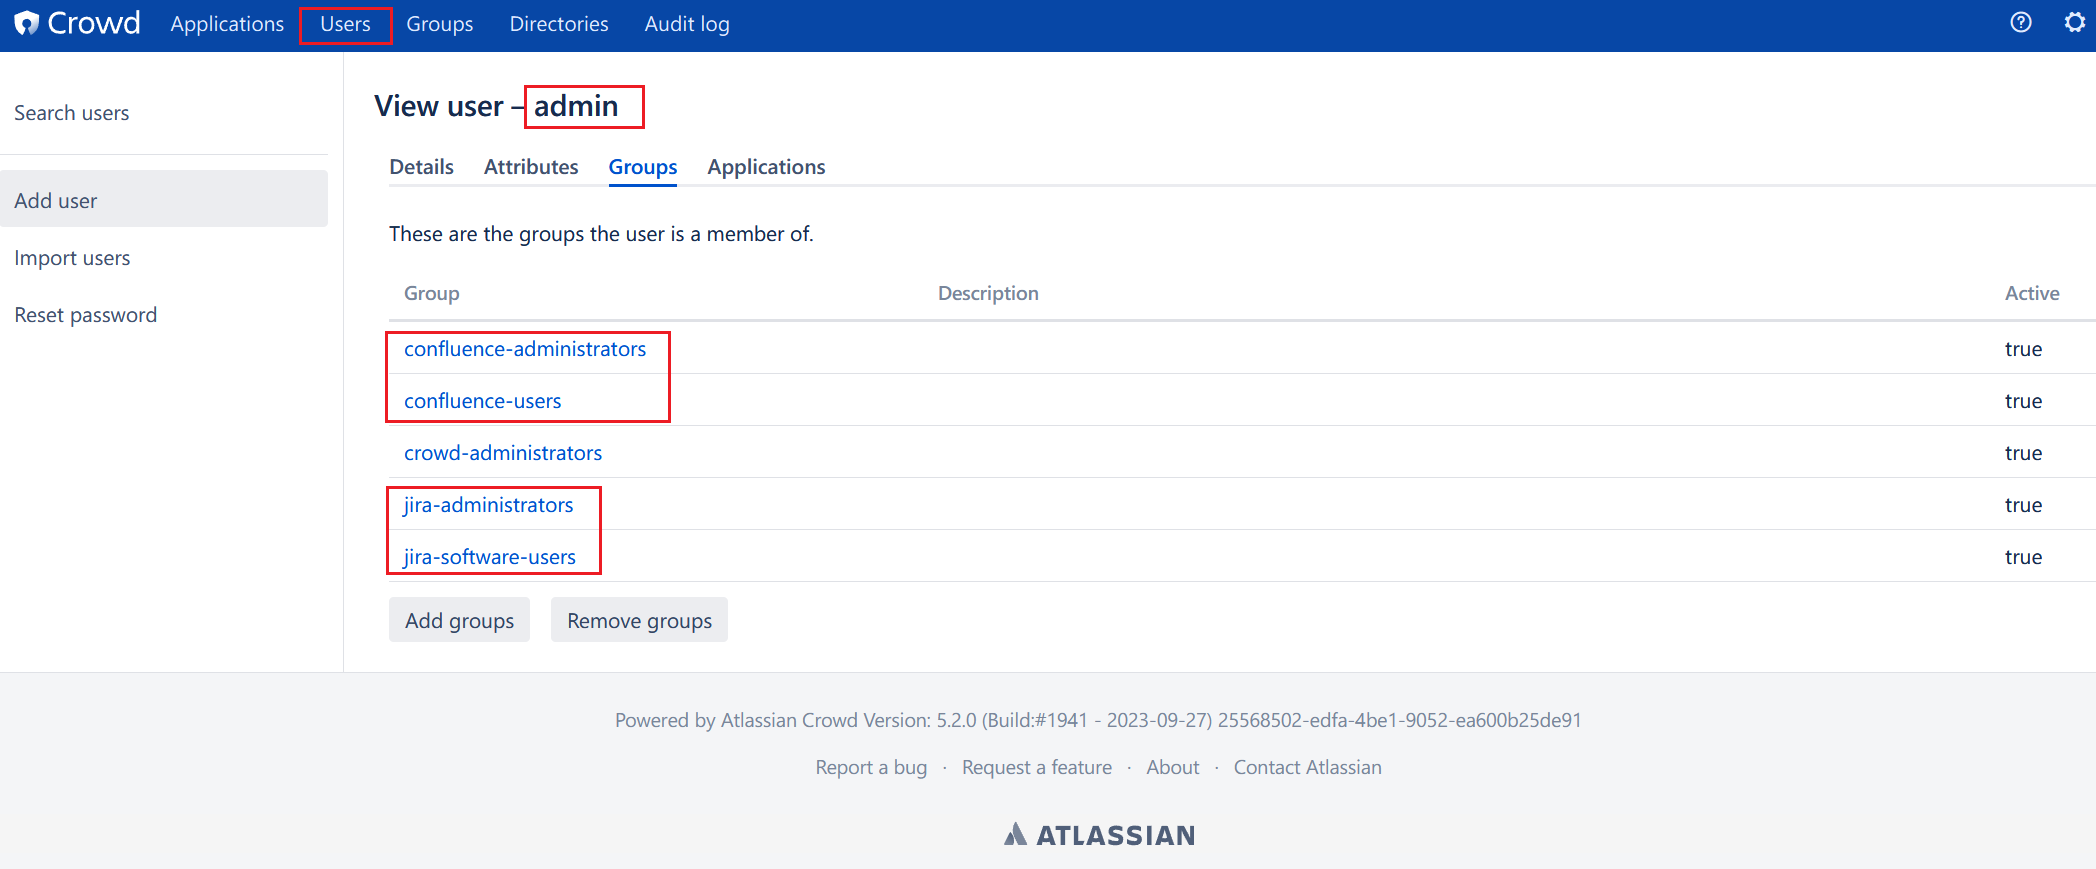 Crowd Applications Users Groups Directories Audit log
Search users
Add user
Import users
Reset password
View user – admin
Details Attributes Groups Applications
These are the groups the user is a member of.
Group Description Active
confluence-administrators true
confluence-users true
crowd-administrators true
jira-administrators true
jira-software-users true
Add groups Remove groups
Powered by Atlassian Crowd Version: 5.2.0 (Build:#1941 - 2023-09-27) 25568502-edfa-4be1-9052-ea600b25de91
Report a bug · Request a feature · About · Contact Atlassian
ATLASSIAN